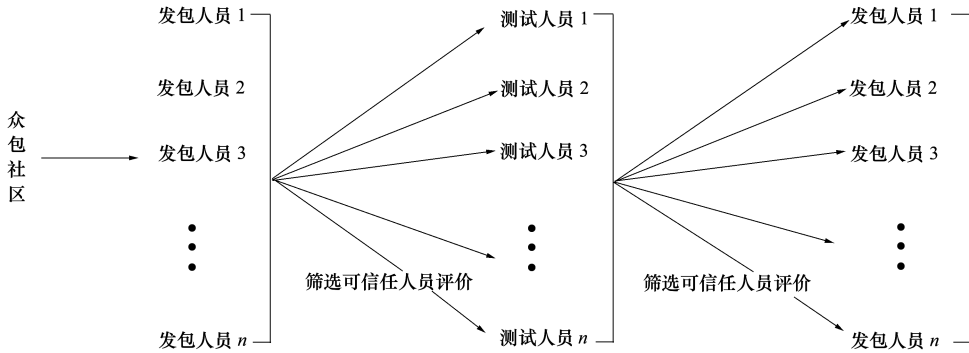 众包社区
发包人员 1
发包人员 2
发包人员 3
发包人员 n
筛选可信任人员评价
测试人员 1
测试人员 2
测试人员 3
测试人员 n
筛选可信任人员评价
发包人员 1
发包人员 2
发包人员 3
发包人员 n